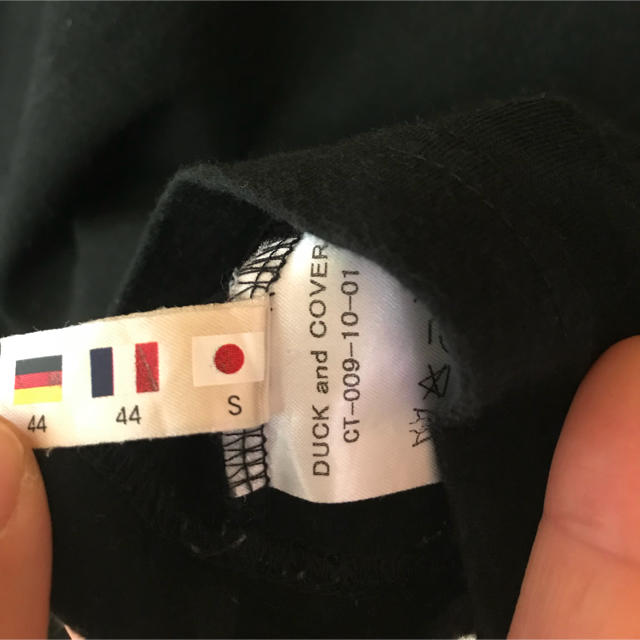 44 44 S
DUCK and COVER
CT-009-10-01